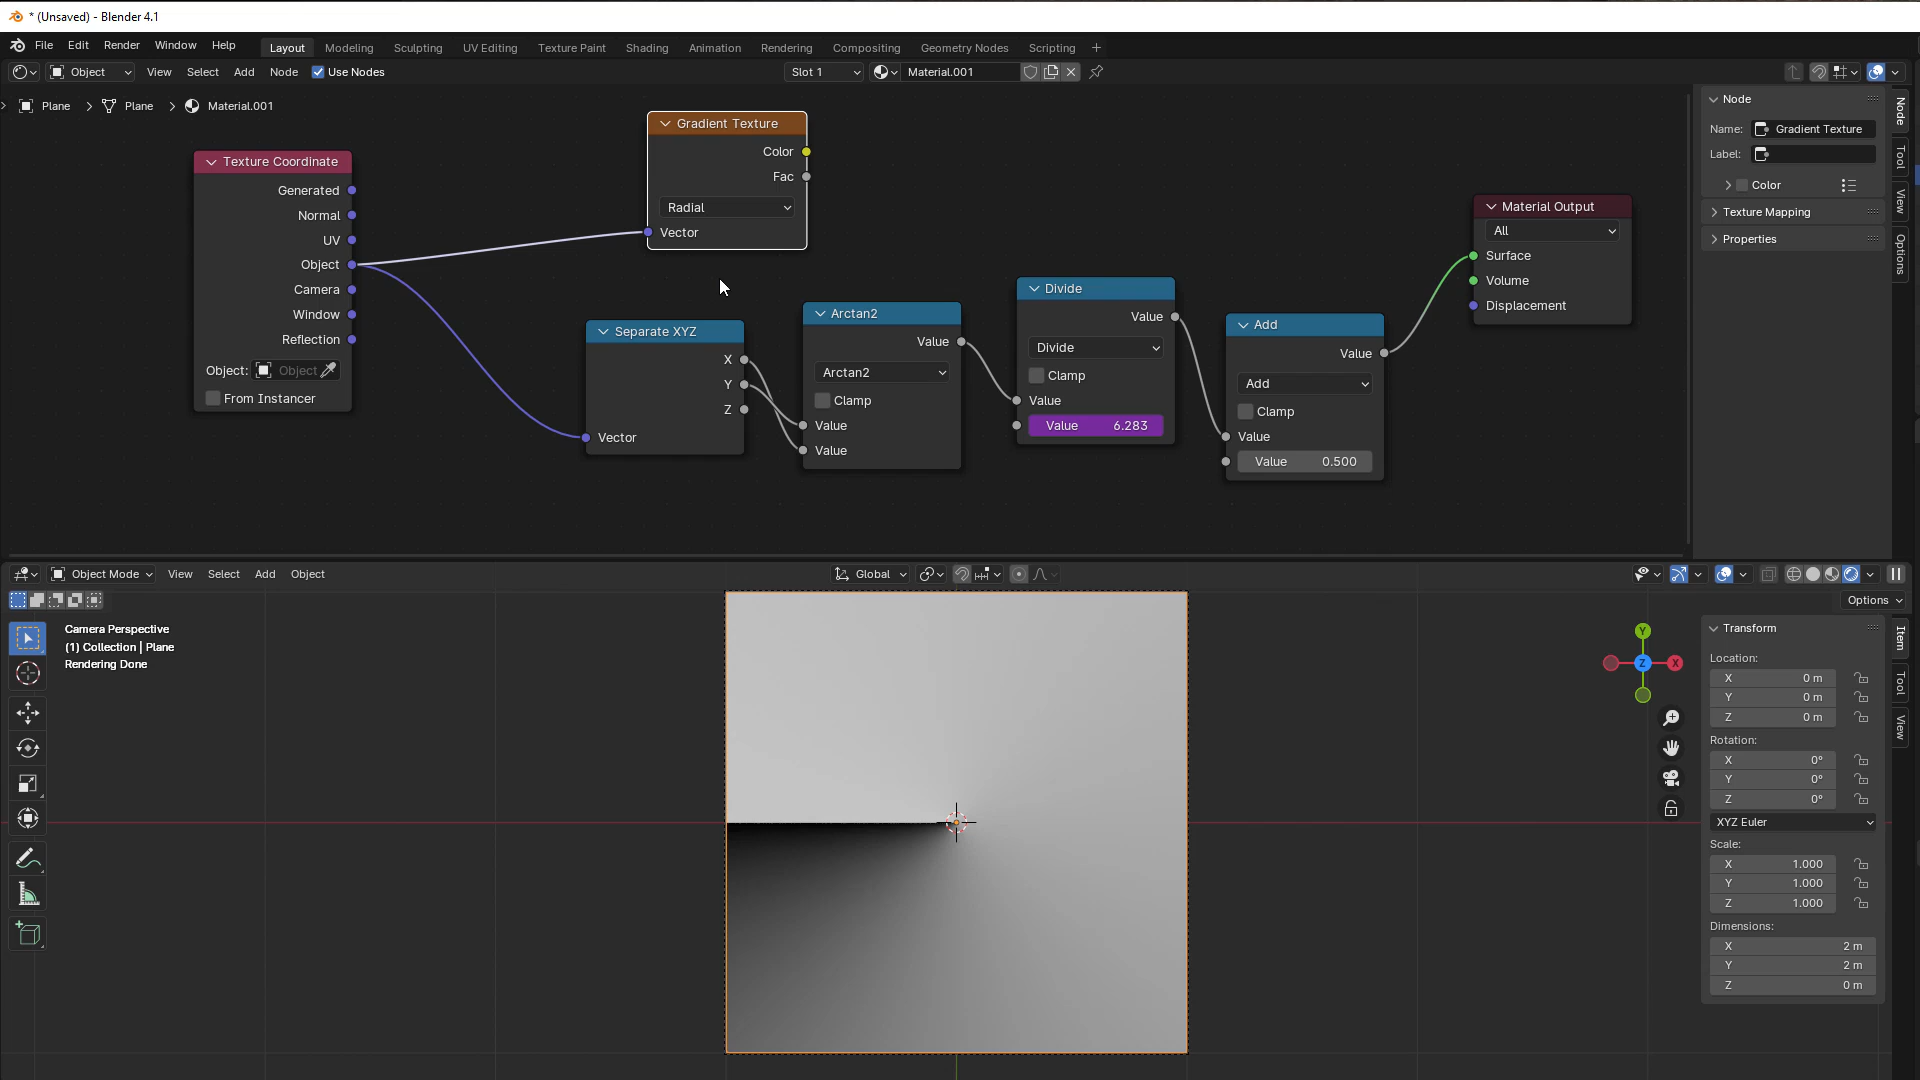 * (Unsaved) - Blender 4.1
File Edit Render Window Help Layout Modeling Sculpting UV Editing Texture Paint Shading Animation Rendering Compositing Geometry Nodes Scripting +
Object View Select Add Node Use Nodes Slot 1 Material.001
Plane > Plane > Material.001
Texture Coordinate
Generated
Normal
UV
Object
Camera
Window
Reflection
Object: Object
From Instancer
Gradient Texture
Color
Fac
Radial
Vector
Separate XYZ
X
Y
Z
Vector
Arctan2
Value
Arctan2
Clamp
Value
Value
Divide
Value
Divide
Clamp
Value
Value 6.283
Add
Value
Add
Clamp
Value
Value 0.500
Material Output
All
Surface
Volume
Displacement
Node
Name: Gradient Texture
Label:
Color
Texture Mapping
Properties
Node
Tool
View
Options
Object Mode View Select Add Object Global
Options
Camera Perspective
(1) Collection | Plane
Rendering Done
Y
Z X
Transform
Location:
X 0 m
Y 0 m
Z 0 m
Rotation:
X 0°
Y 0°
Z 0°
XYZ Euler
Scale:
X 1.000
Y 1.000
Z 1.000
Dimensions:
X 2 m
Y 2 m
Z 0 m
Item
Tool
View